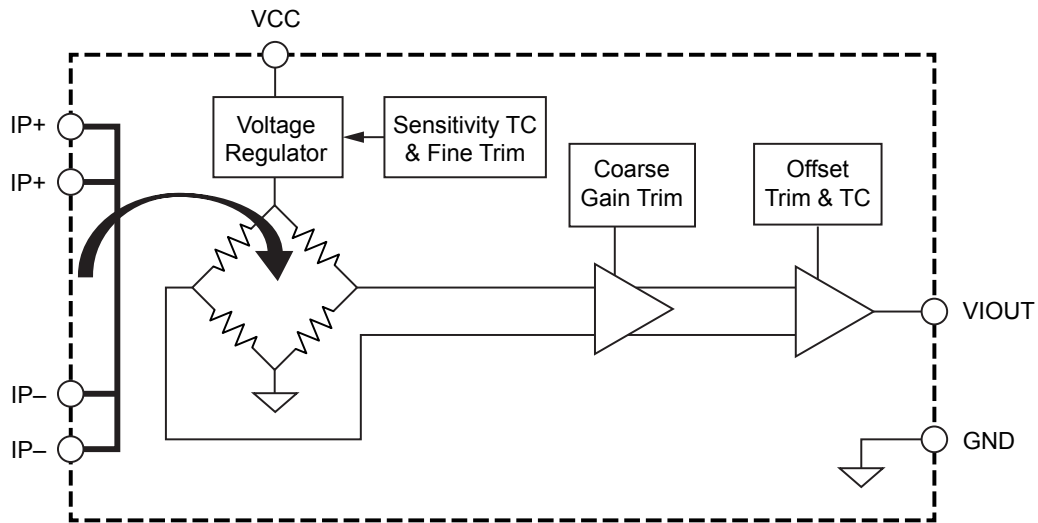 VCC
IP+
IP+
Voltage
Regulator
Sensitivity TC
& Fine Trim
Coarse
Gain Trim
Offset
Trim & TC
VIOUT
IP–
IP–
GND